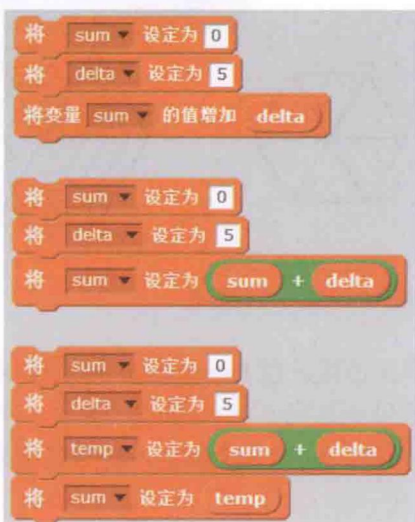 将 sum 设定为 0
将 delta 设定为 5
将变量 sum 的值增加 delta
将 sum 设定为 0
将 delta 设定为 5
将 sum 设定为 sum + delta
将 sum 设定为 0
将 delta 设定为 5
将 temp 设定为 sum + delta
将 sum 设定为 temp